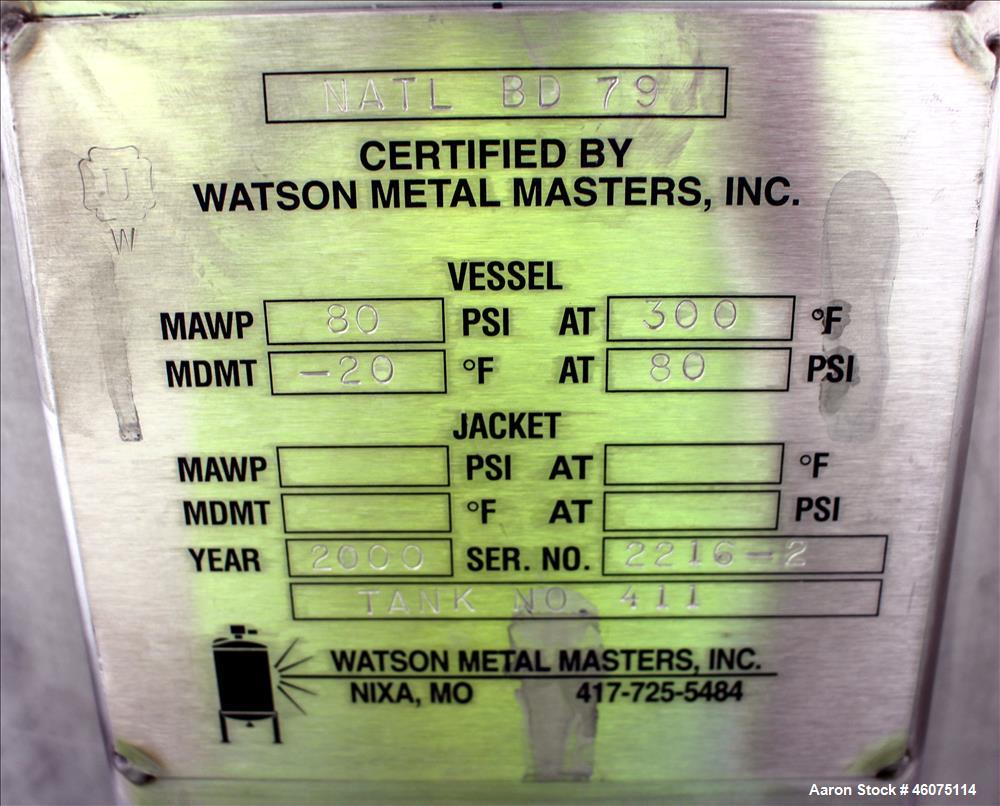 NATL BD 79
CERTIFIED BY
WATSON METAL MASTERS, INC.
U
W
VESSEL
MAWP 80 PSI AT 300 °F
MDMT -20 °F AT 80 PSI
JACKET
MAWP PSI AT °F
MDMT °F AT PSI
YEAR 2000 SER. NO. 2216-2
TANK NO 411
WATSON METAL MASTERS, INC.
NIXA, MO 417-725-5484
Aaron Stock # 46075114